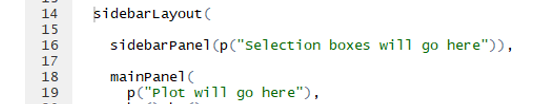 14 sidebarLayout(
15
16 sidebarPanel(p("Selection boxes will go here")),
17
18 mainPanel(
19 p("Plot will go here"),